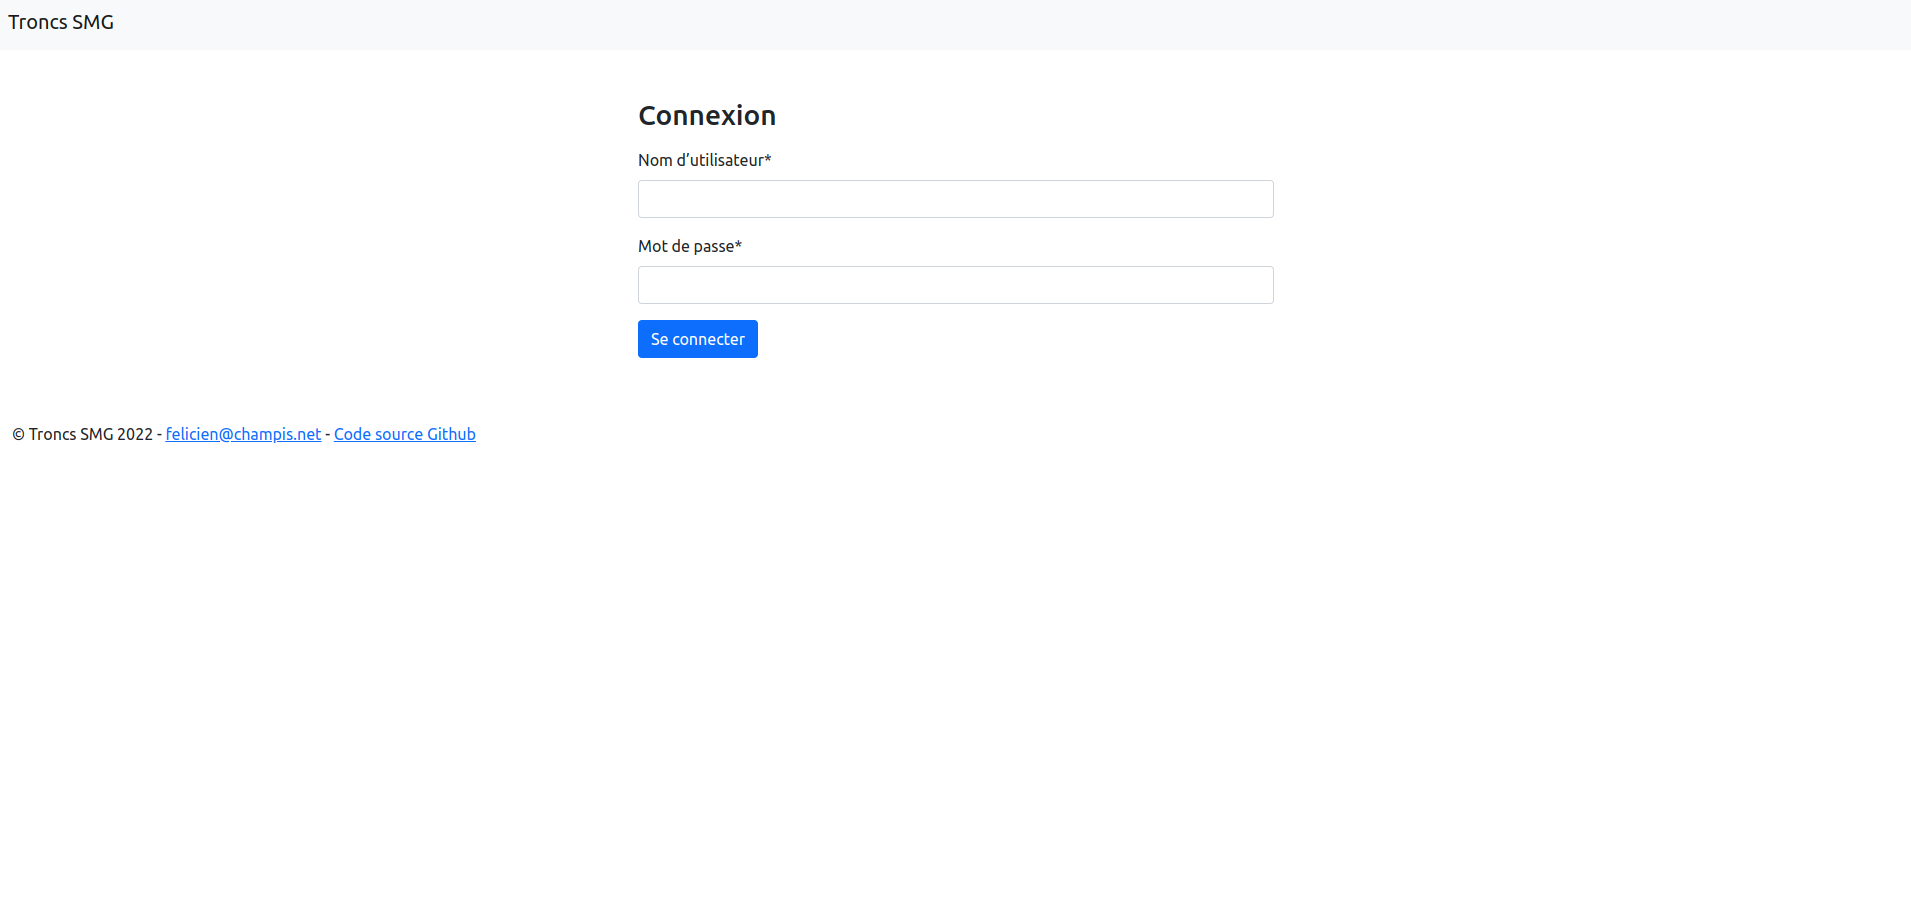 Troncs SMG
Connexion
Nom d’utilisateur*
Mot de passe*
Se connecter
© Troncs SMG 2022 - felicien@champis.net - Code source Github